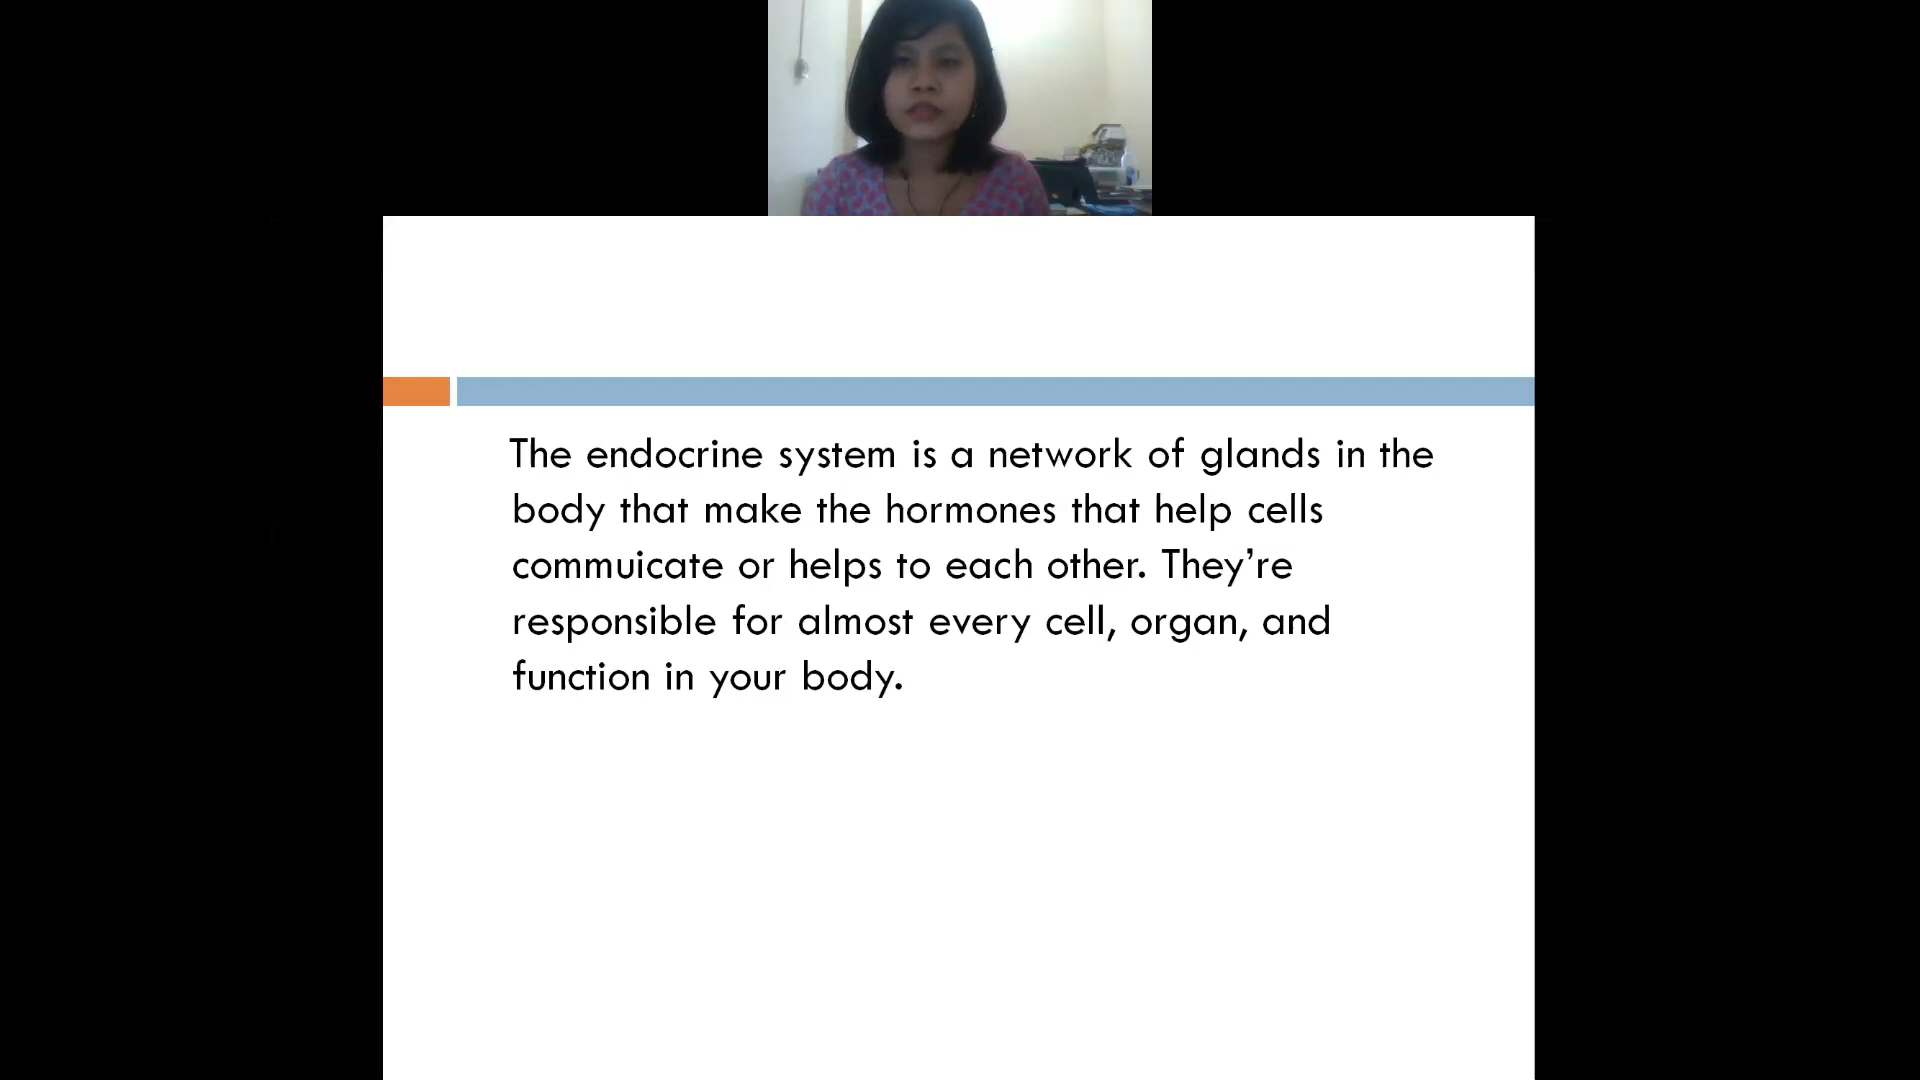 The endocrine system is a network of glands in the
body that make the hormones that help cells
commuicate or helps to each other. They’re
responsible for almost every cell, organ, and
function in your body.